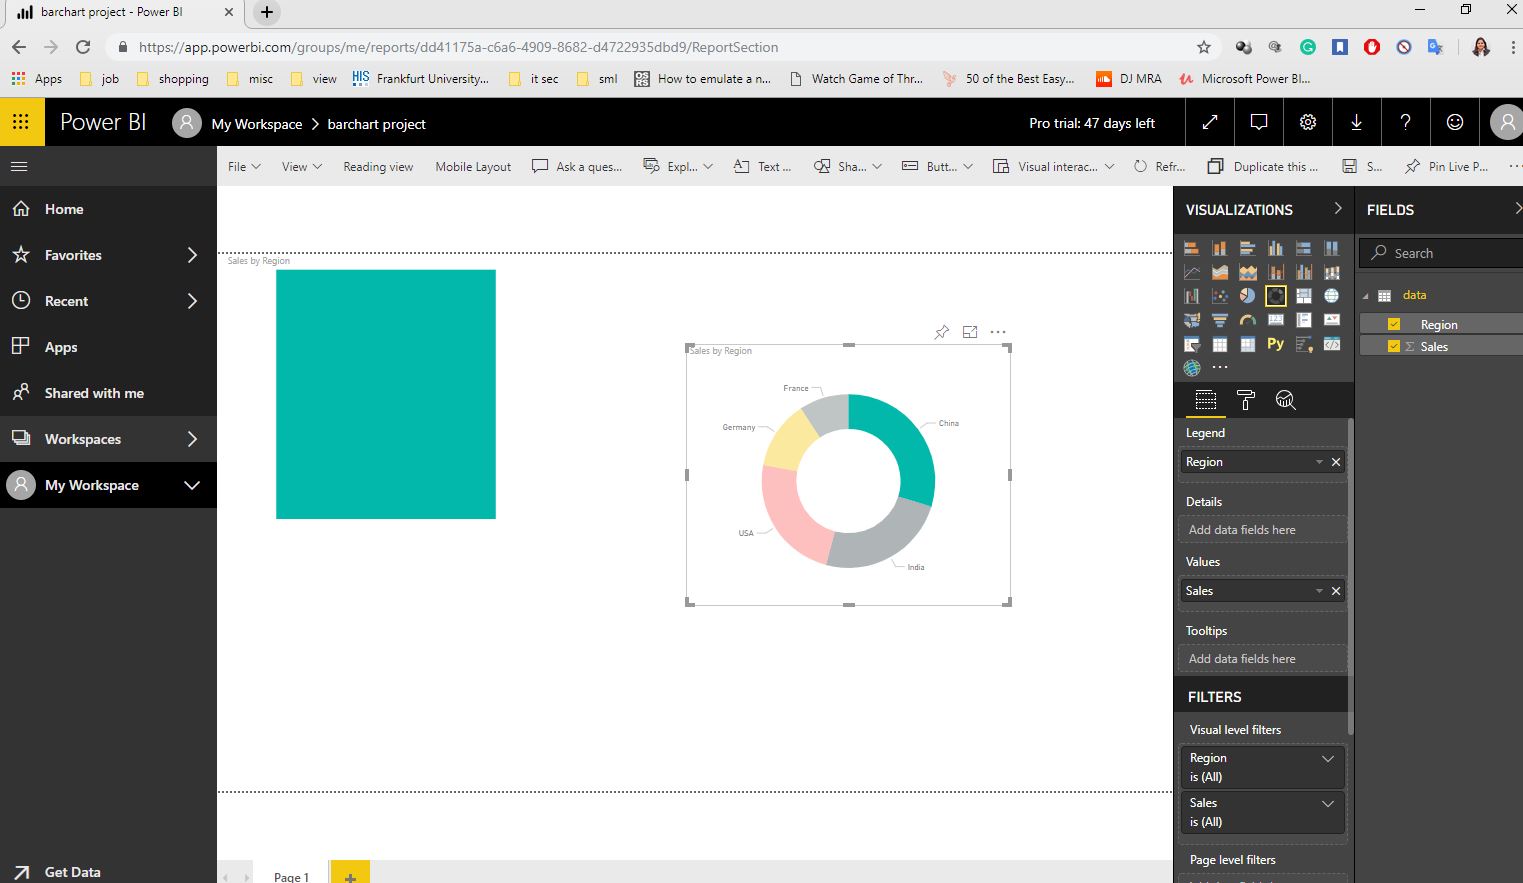 barchart project - Power BI
https://app.powerbi.com/groups/me/reports/dd41175a-c6a6-4909-8682-d4722935dbd9/ReportSection
Apps job shopping misc view HIS Frankfurt University... it sec sml How to emulate a n... Watch Game of Thr... 50 of the Best Easy... DJ MRA Microsoft Power BI...
Power BI My Workspace > barchart project Pro trial: 47 days left
File View Reading view Mobile Layout Ask a ques... Expl... Text ... Sha... Butt... Visual interac... Refr... Duplicate this ... S... Pin Live P...
Home
Favorites
Recent
Apps
Shared with me
Workspaces
My Workspace
Get Data
Sales by Region
Sales by Region
France
Germany
China
USA
India
Page 1
VISUALIZATIONS
Py
Legend
Region
Details
Add data fields here
Values
Sales
Tooltips
Add data fields here
FILTERS
Visual level filters
Region
is (All)
Sales
is (All)
Page level filters
FIELDS
Search
data
Region
Σ Sales